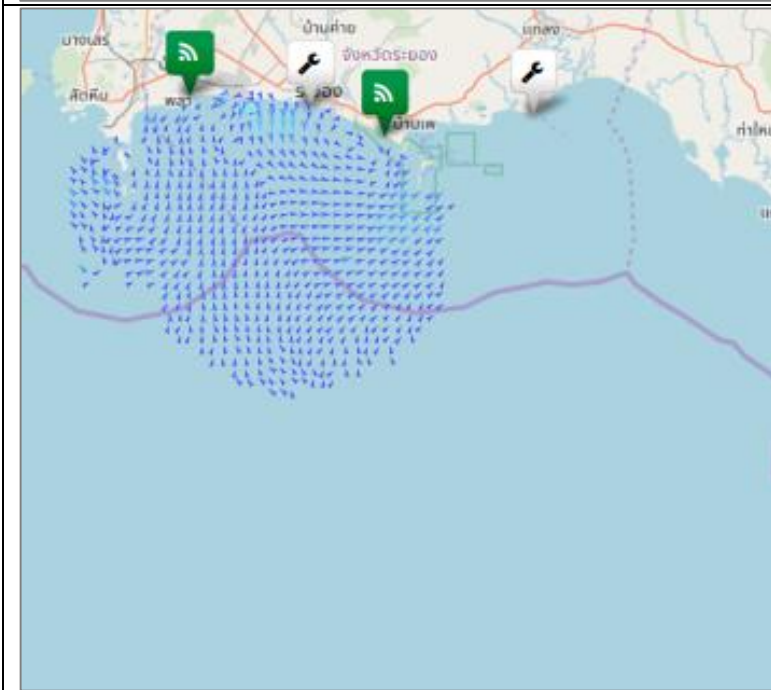 บางเสร่
บ้านค่าย
แกลง
จังหวัดระยอง
สัตหีบ
พลา
บ้านเพ
ท่าใหม่